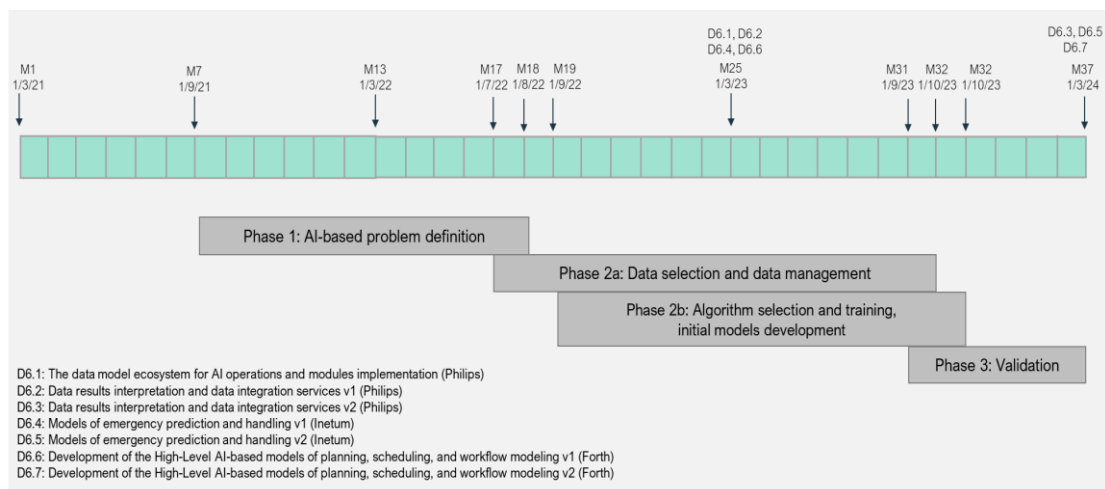 D6.1, D6.2
D6.4, D6.6
D6.3, D6.5
D6.7
M1
1/3/21
M7
1/9/21
M13
1/3/22
M17
1/7/22
M18
1/8/22
M19
1/9/22
M25
1/3/23
M31
1/9/23
M32
1/10/23
M32
1/10/23
M37
1/3/24
Phase 1: AI-based problem definition
Phase 2a: Data selection and data management
Phase 2b: Algorithm selection and training,
initial models development
Phase 3: Validation
D6.1: The data model ecosystem for AI operations and modules implementation (Philips)
D6.2: Data results interpretation and data integration services v1 (Philips)
D6.3: Data results interpretation and data integration services v2 (Philips)
D6.4: Models of emergency prediction and handling v1 (Inetum)
D6.5: Models of emergency prediction and handling v2 (Inetum)
D6.6: Development of the High-Level AI-based models of planning, scheduling, and workflow modeling v1 (Forth)
D6.7: Development of the High-Level AI-based models of planning, scheduling, and workflow modeling v2 (Forth)